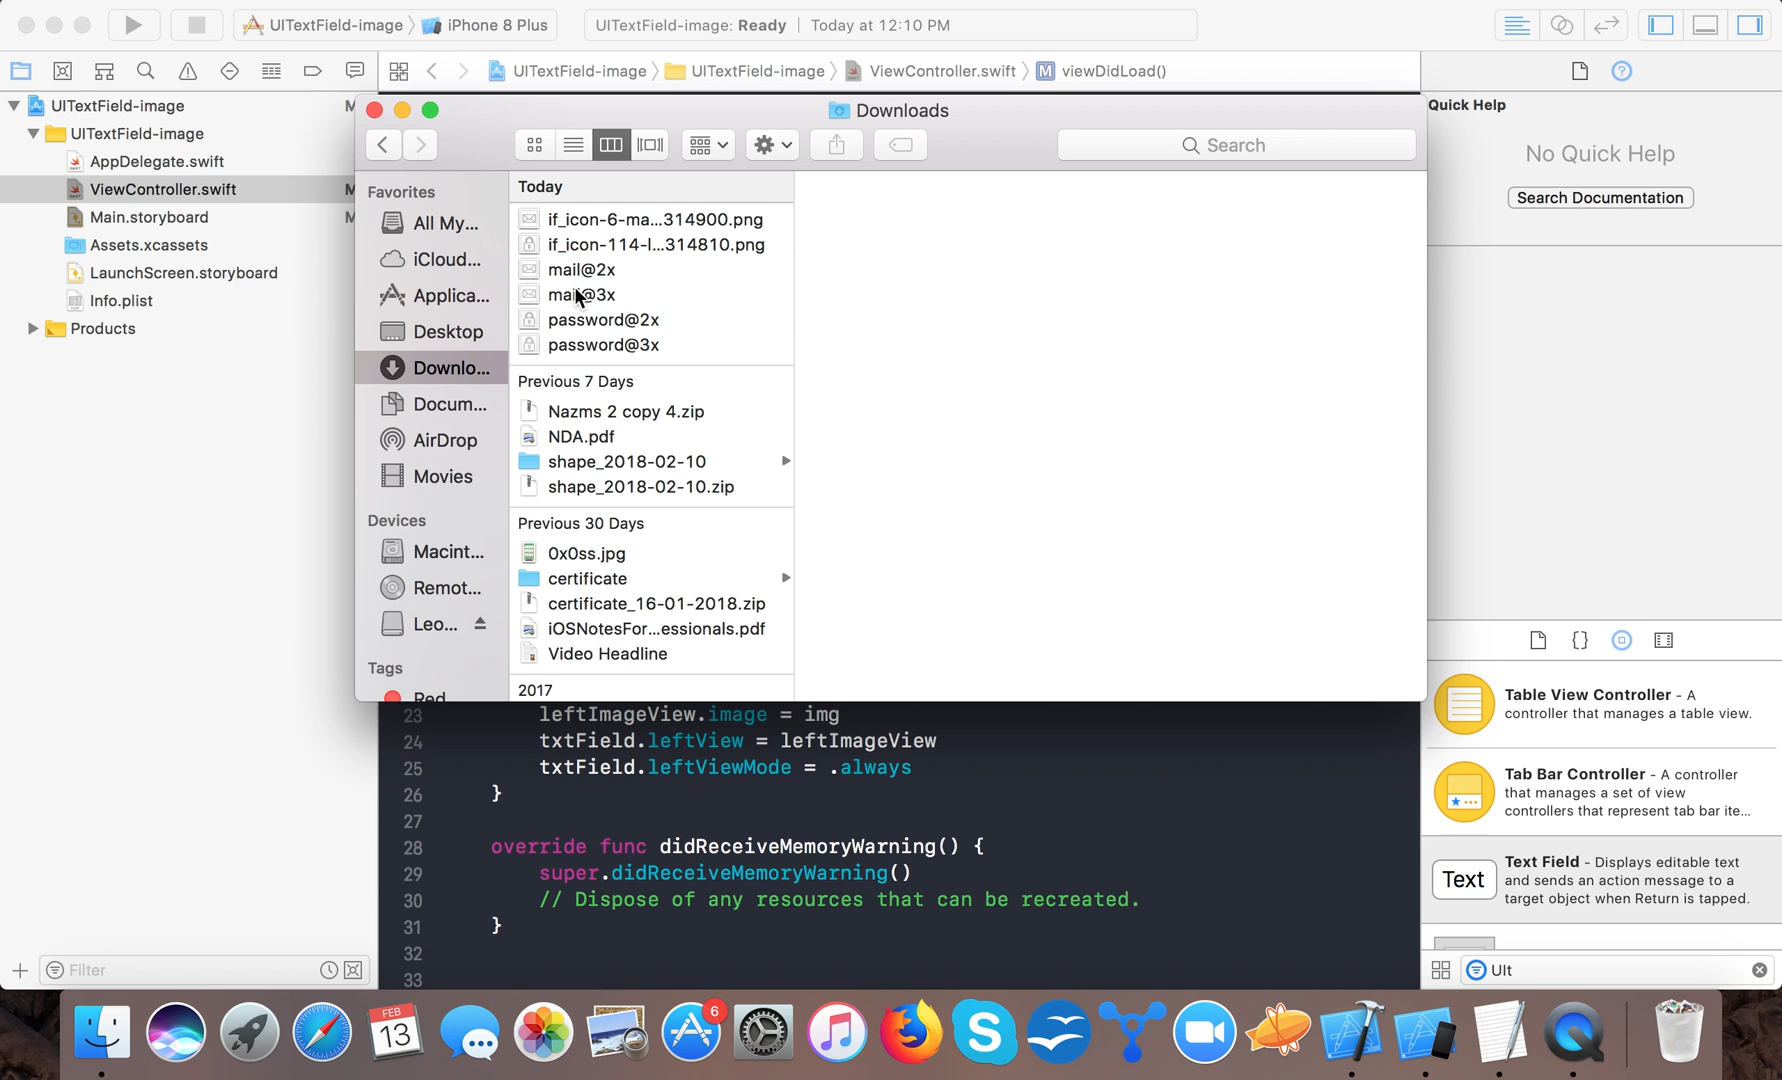 UITextField-image
iPhone 8 Plus
UITextField-image: Ready | Today at 12:10 PM
UITextField-image
UITextField-image
ViewController.swift
M viewDidLoad()
UITextField-image M
UITextField-image
AppDelegate.swift
ViewController.swift M
Main.storyboard M
Assets.xcassets
LaunchScreen.storyboard
Info.plist
Products
Filter
Downloads
Search
Favorites
All My...
iCloud...
Applica...
Desktop
Downlo...
Docum...
AirDrop
Movies
Devices
Macint...
Remot...
Leo...
Tags
Red
Today
if_icon-6-ma...314900.png
if_icon-114-l...314810.png
mail@2x
mail@3x
password@2x
password@3x
Previous 7 Days
Nazms 2 copy 4.zip
NDA.pdf
shape_2018-02-10
shape_2018-02-10.zip
Previous 30 Days
0x0ss.jpg
certificate
certificate_16-01-2018.zip
iOSNotesFor...essionals.pdf
Video Headline
2017
23 leftImageView.image = img
24 txtField.leftView = leftImageView
25 txtField.leftViewMode = .always
26 }
27
28 override func didReceiveMemoryWarning() {
29 super.didReceiveMemoryWarning()
30 // Dispose of any resources that can be recreated.
31 }
32
33
Quick Help
No Quick Help
Search Documentation
Table View Controller - A
controller that manages a table view.
Tab Bar Controller - A controller
that manages a set of view
controllers that represent tab bar ite...
Text
Text Field - Displays editable text
and sends an action message to a
target object when Return is tapped.
UIt
FEB
13
6